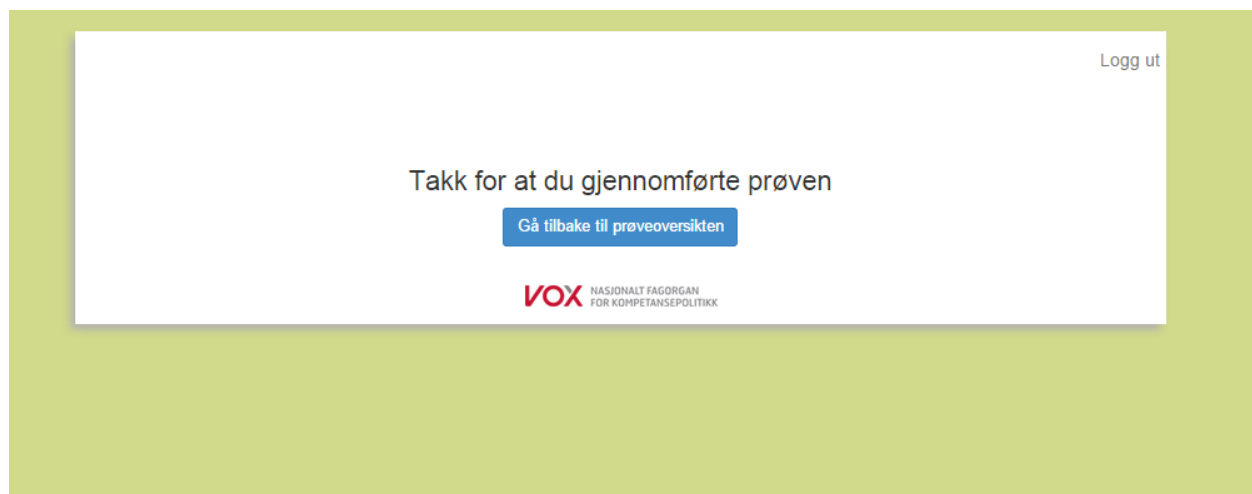 Logg ut
Takk for at du gjennomførte prøven
Gå tilbake til prøveoversikten
VOX NASJONALT FAGORGAN
FOR KOMPETANSEPOLITIKK